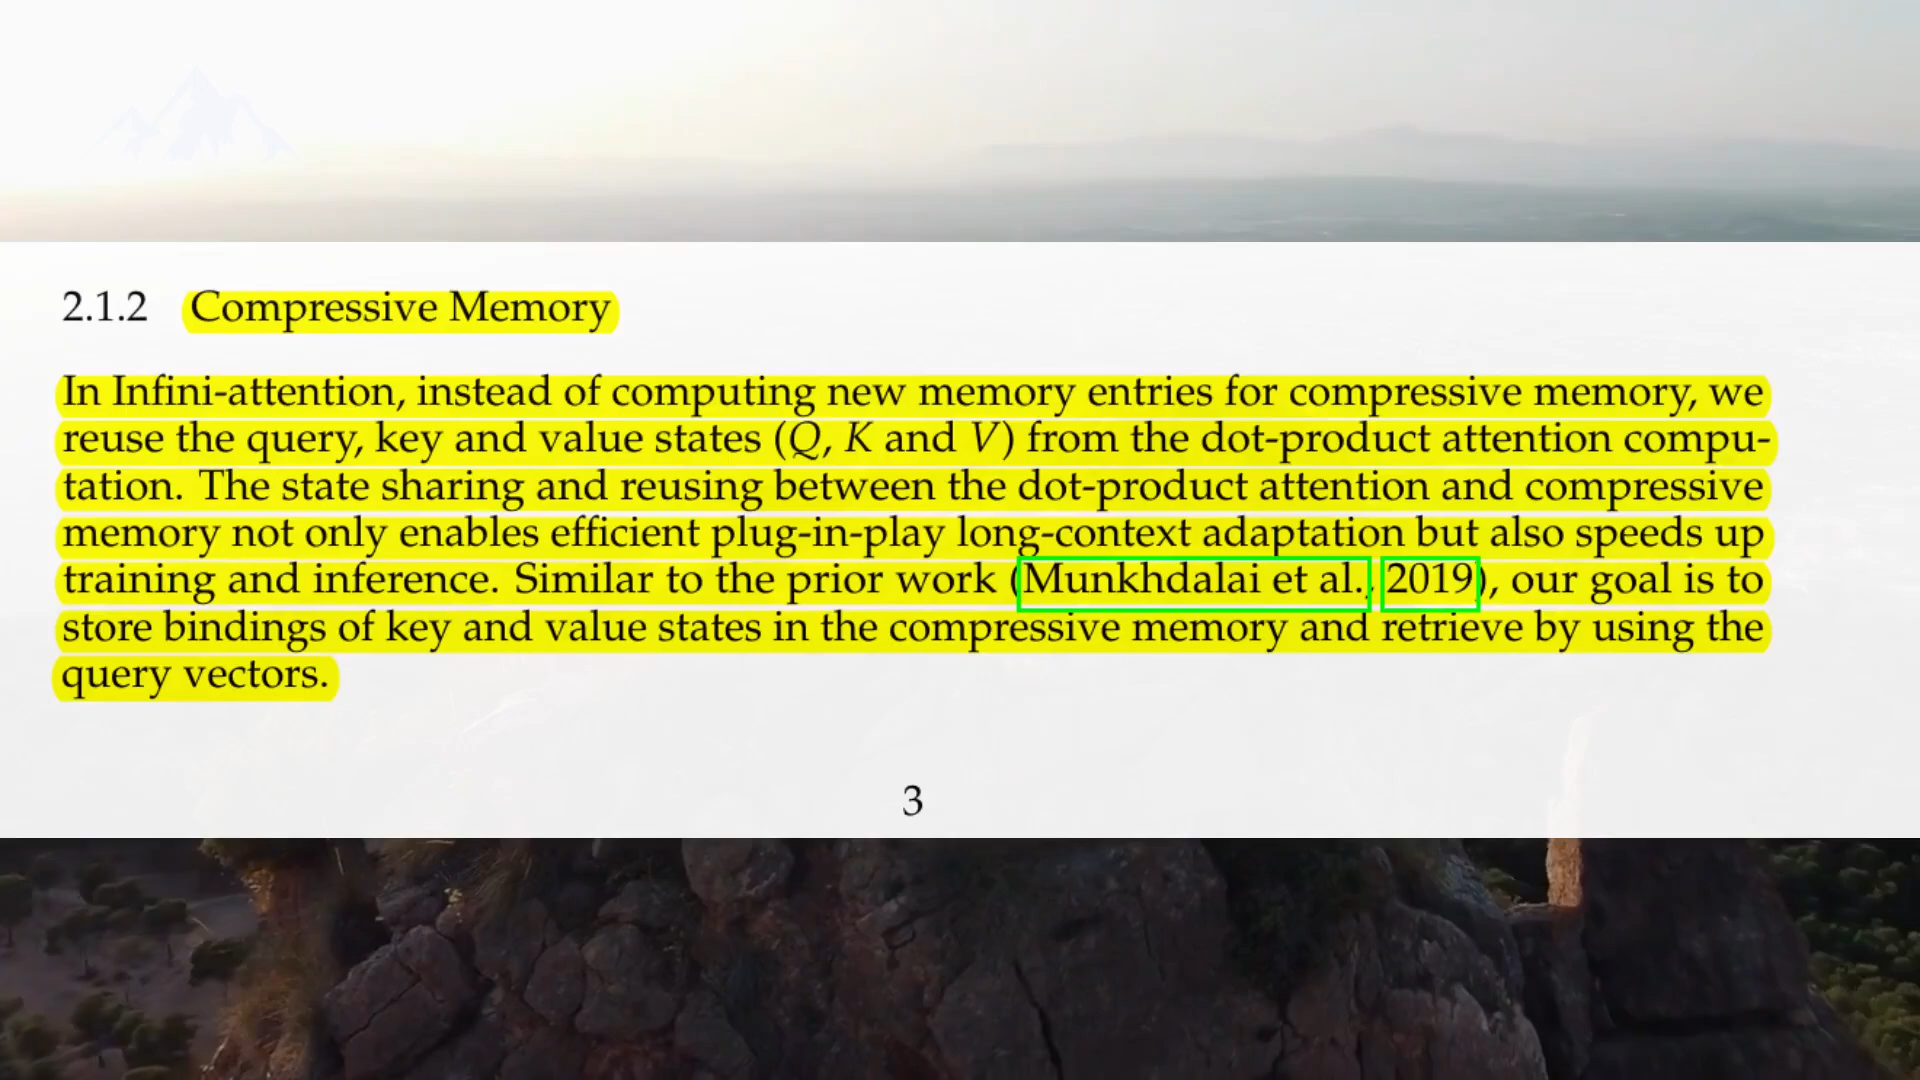 2.1.2 Compressive Memory
In Infini-attention, instead of computing new memory entries for compressive memory, we
reuse the query, key and value states (Q, K and V) from the dot-product attention compu-
tation. The state sharing and reusing between the dot-product attention and compressive
memory not only enables efficient plug-in-play long-context adaptation but also speeds up
training and inference. Similar to the prior work (Munkhdalai et al., 2019), our goal is to
store bindings of key and value states in the compressive memory and retrieve by using the
query vectors.
3